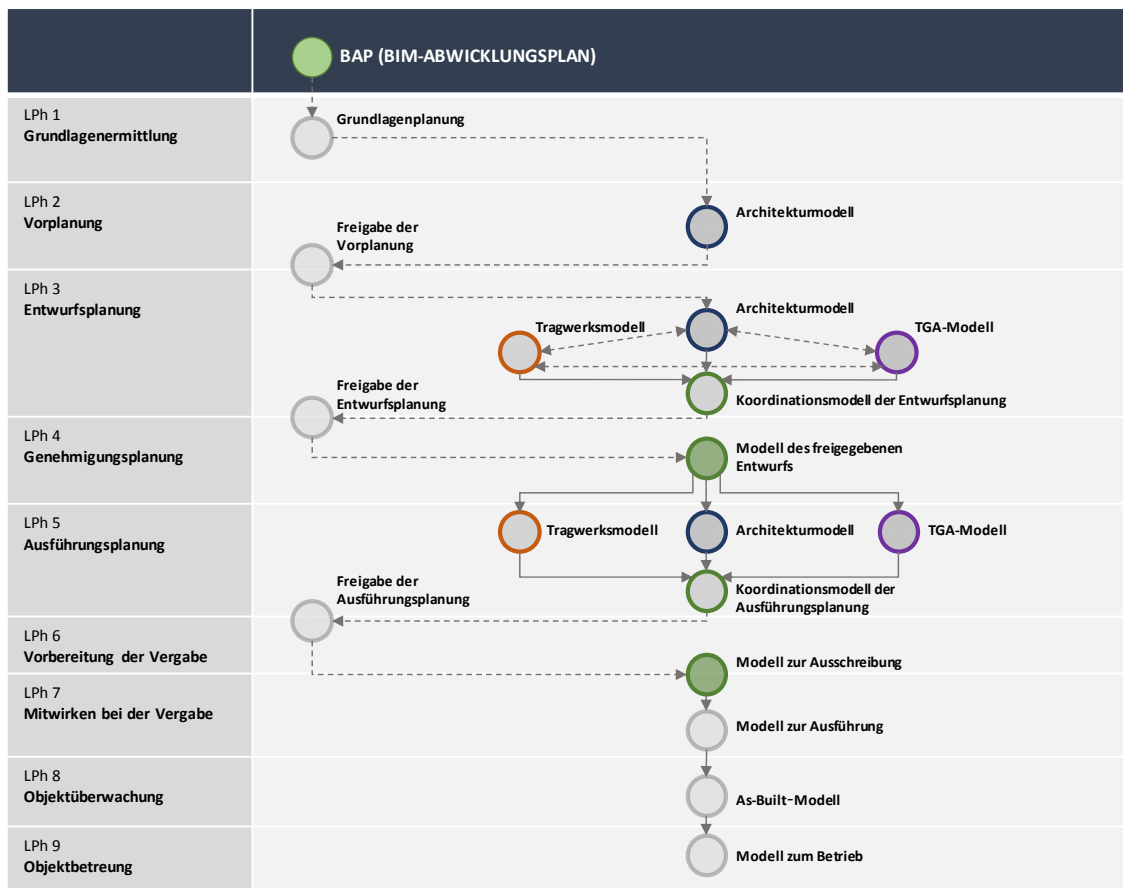 BAP (BIM-ABWICKLUNGSPLAN)
LPh 1
Grundlagenermittlung
Grundlagenplanung
LPh 2
Vorplanung
Architekturmodell
Freigabe der
Vorplanung
LPh 3
Entwurfsplanung
Architekturmodell
Tragwerksmodell
TGA-Modell
Koordinationsmodell der Entwurfsplanung
Freigabe der
Entwurfsplanung
LPh 4
Genehmigungsplanung
Modell des freigegebenen
Entwurfs
LPh 5
Ausführungsplanung
Tragwerksmodell
Architekturmodell
TGA-Modell
Koordinationsmodell der
Ausführungsplanung
Freigabe der
Ausführungsplanung
LPh 6
Vorbereitung der Vergabe
Modell zur Ausschreibung
LPh 7
Mitwirken bei der Vergabe
Modell zur Ausführung
LPh 8
Objektüberwachung
As-Built-Modell
LPh 9
Objektbetreung
Modell zum Betrieb